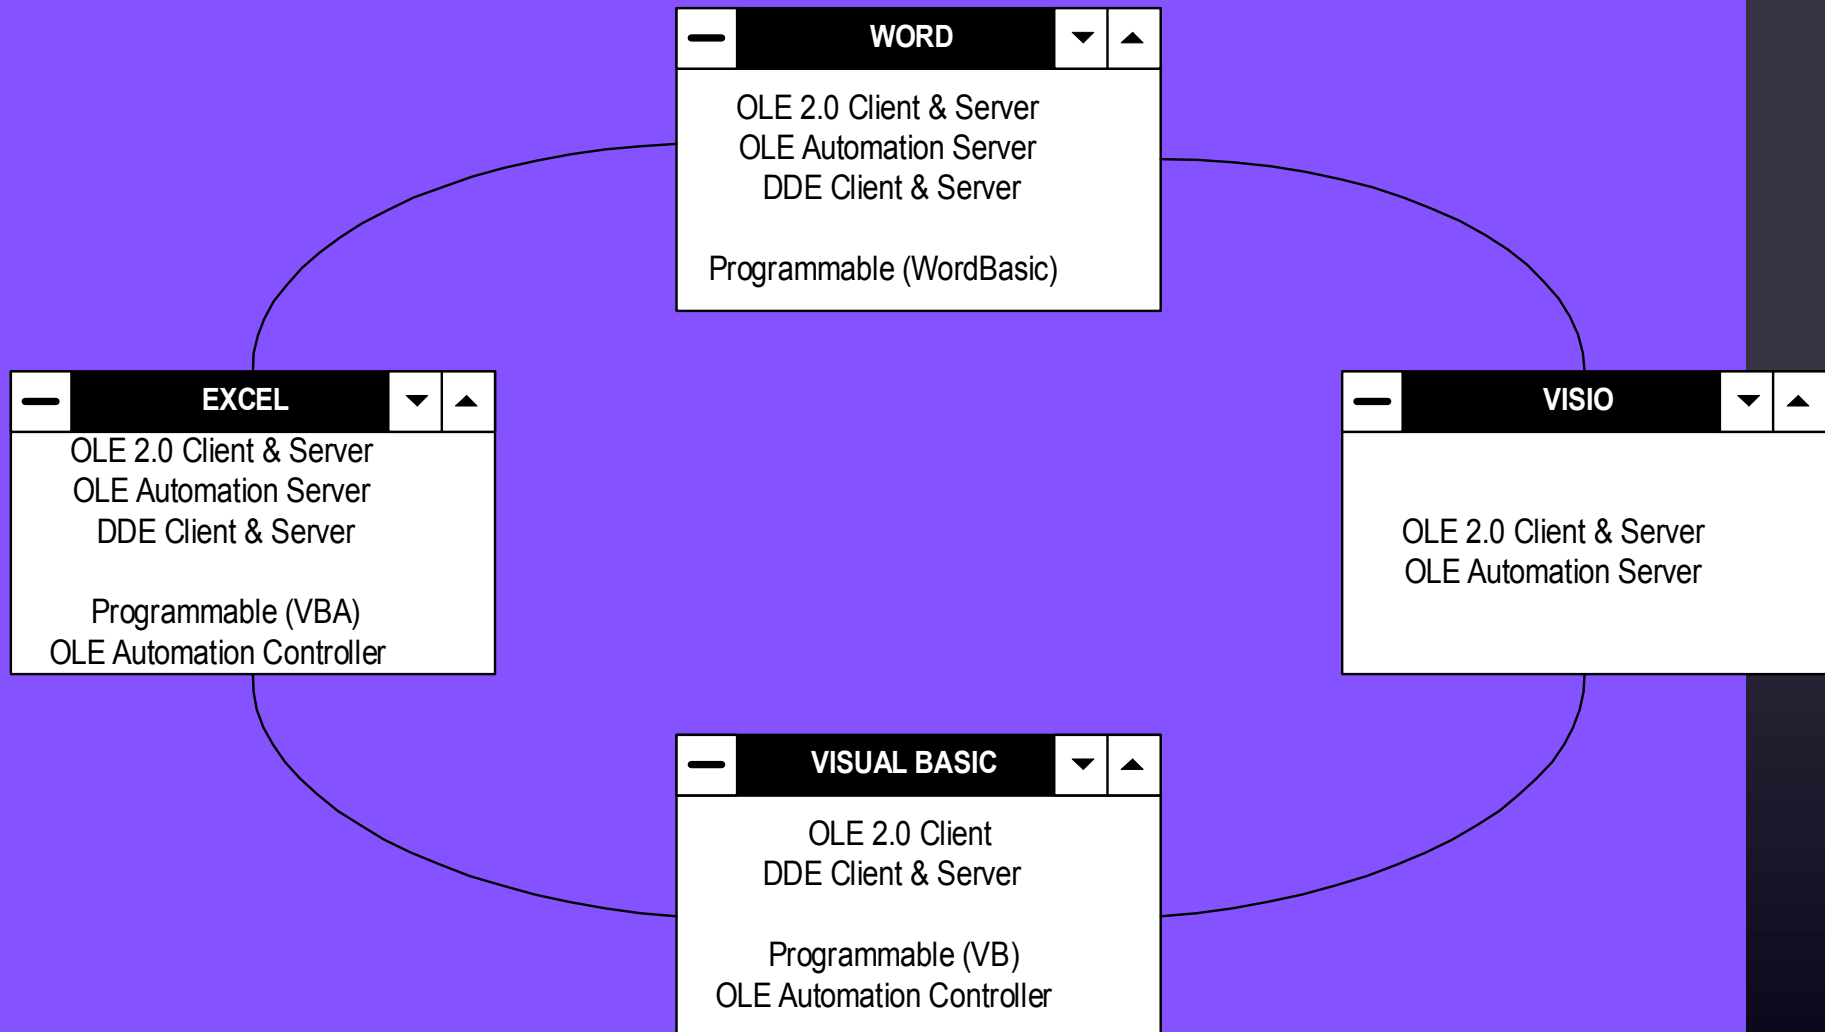 WORD
OLE 2.0 Client & Server
OLE Automation Server
DDE Client & Server
Programmable (WordBasic)
EXCEL
OLE 2.0 Client & Server
OLE Automation Server
DDE Client & Server
Programmable (VBA)
OLE Automation Controller
VISIO
OLE 2.0 Client & Server
OLE Automation Server
VISUAL BASIC
OLE 2.0 Client
DDE Client & Server
Programmable (VB)
OLE Automation Controller